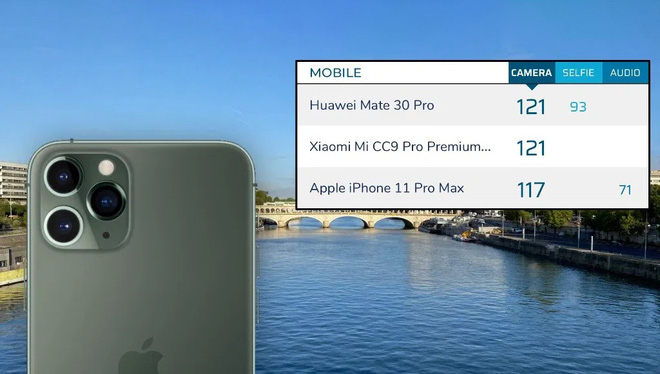 MOBILE CAMERA SELFIE AUDIO
Huawei Mate 30 Pro 121 93
Xiaomi Mi CC9 Pro Premium... 121
Apple iPhone 11 Pro Max 117 71